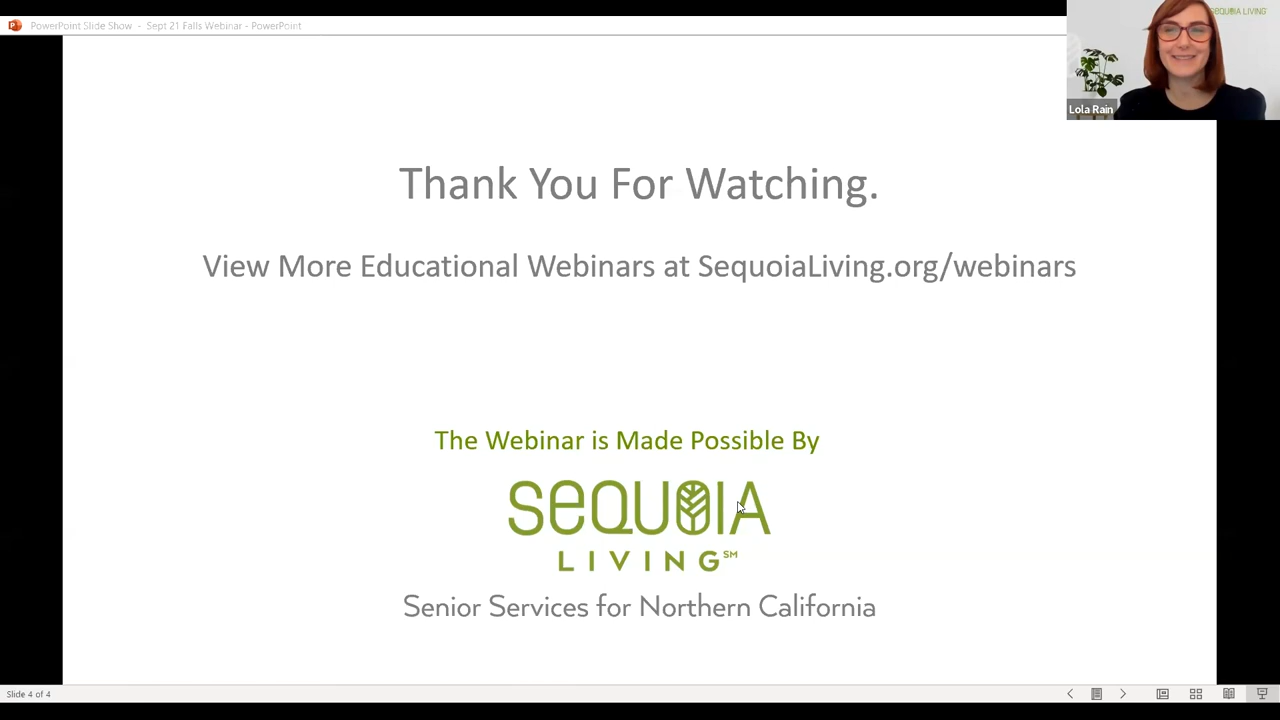 PowerPoint Slide Show - Sept 21 Falls Webinar - PowerPoint
SEQUOIA LIVING
Lola Rain
Thank You For Watching.
View More Educational Webinars at SequoiaLiving.org/webinars
The Webinar is Made Possible By
SeQUOIA
LIVING℠
Senior Services for Northern California
Slide 4 of 4